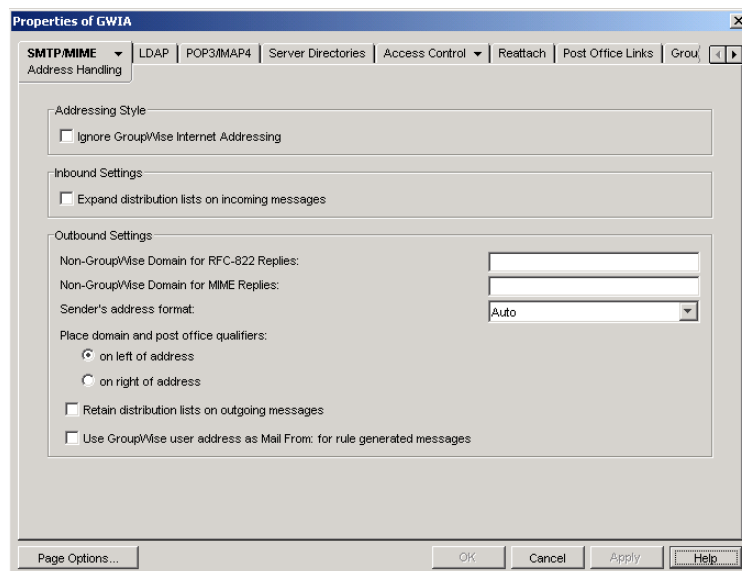 Properties of GWIA
SMTP/MIME LDAP POP3/IMAP4 Server Directories Access Control Reattach Post Office Links Grou
Address Handling
Addressing Style
Ignore GroupWise Internet Addressing
Inbound Settings
Expand distribution lists on incoming messages
Outbound Settings
Non-GroupWise Domain for RFC-822 Replies:
Non-GroupWise Domain for MIME Replies:
Sender's address format: Auto
Place domain and post office qualifiers:
on left of address
on right of address
Retain distribution lists on outgoing messages
Use GroupWise user address as Mail From: for rule generated messages
Page Options... OK Cancel Apply Help